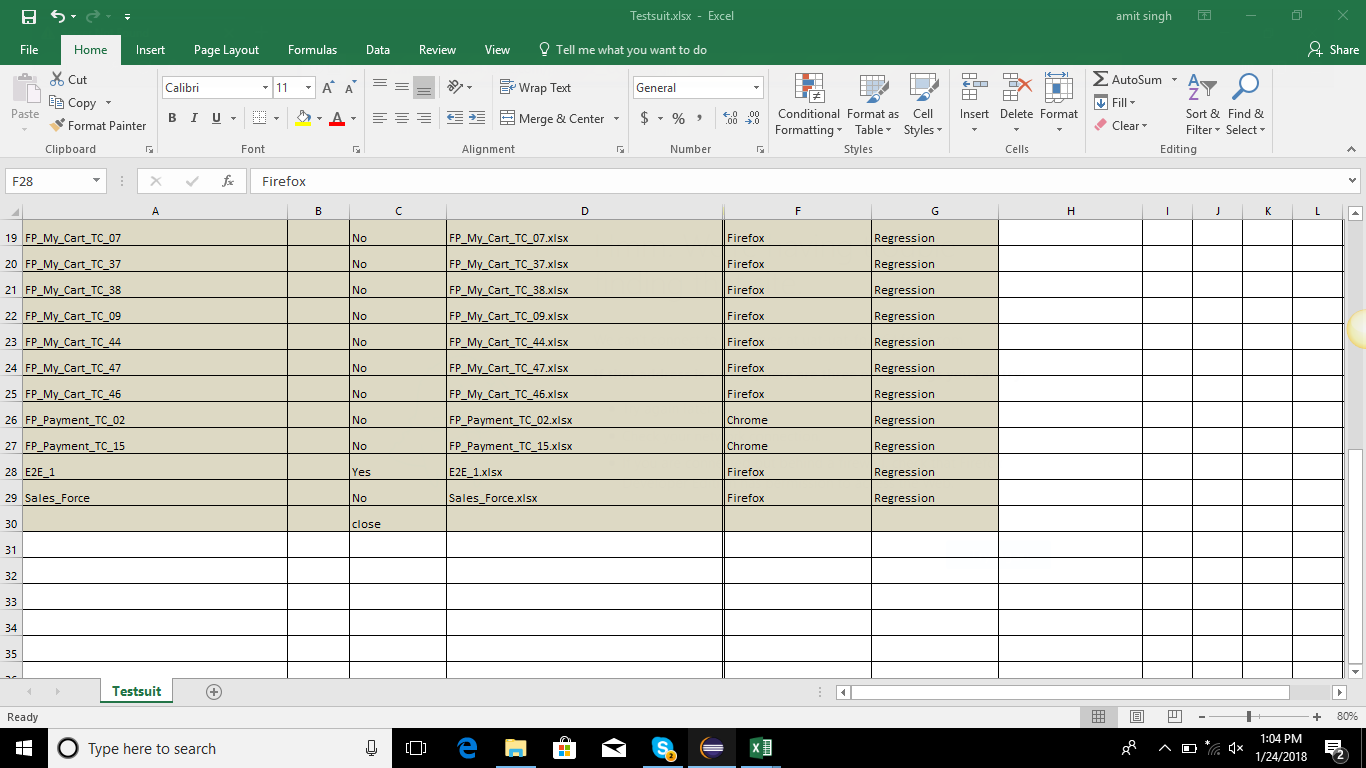 Testsuit.xlsx - Excel
amit singh
File Home Insert Page Layout Formulas Data Review View Tell me what you want to do Share
Paste
Cut
Copy
Format Painter
Clipboard
Calibri 11
B I U
Font
Wrap Text
Merge & Center
Alignment
General
$ % ,
Number
Conditional Formatting
Format as Table
Cell Styles
Styles
Insert Delete Format
Cells
AutoSum
Fill
Clear
Sort & Filter
Find & Select
Editing
F28 fx Firefox
A B C D F G H I J K L
19 FP_My_Cart_TC_07 No FP_My_Cart_TC_07.xlsx Firefox Regression
20 FP_My_Cart_TC_37 No FP_My_Cart_TC_37.xlsx Firefox Regression
21 FP_My_Cart_TC_38 No FP_My_Cart_TC_38.xlsx Firefox Regression
22 FP_My_Cart_TC_09 No FP_My_Cart_TC_09.xlsx Firefox Regression
23 FP_My_Cart_TC_44 No FP_My_Cart_TC_44.xlsx Firefox Regression
24 FP_My_Cart_TC_47 No FP_My_Cart_TC_47.xlsx Firefox Regression
25 FP_My_Cart_TC_46 No FP_My_Cart_TC_46.xlsx Firefox Regression
26 FP_Payment_TC_02 No FP_Payment_TC_02.xlsx Chrome Regression
27 FP_Payment_TC_15 No FP_Payment_TC_15.xlsx Chrome Regression
28 E2E_1 Yes E2E_1.xlsx Firefox Regression
29 Sales_Force No Sales_Force.xlsx Firefox Regression
30 close
31
32
33
34
35
Testsuit
Ready
80%
Type here to search
1:04 PM
1/24/2018
2